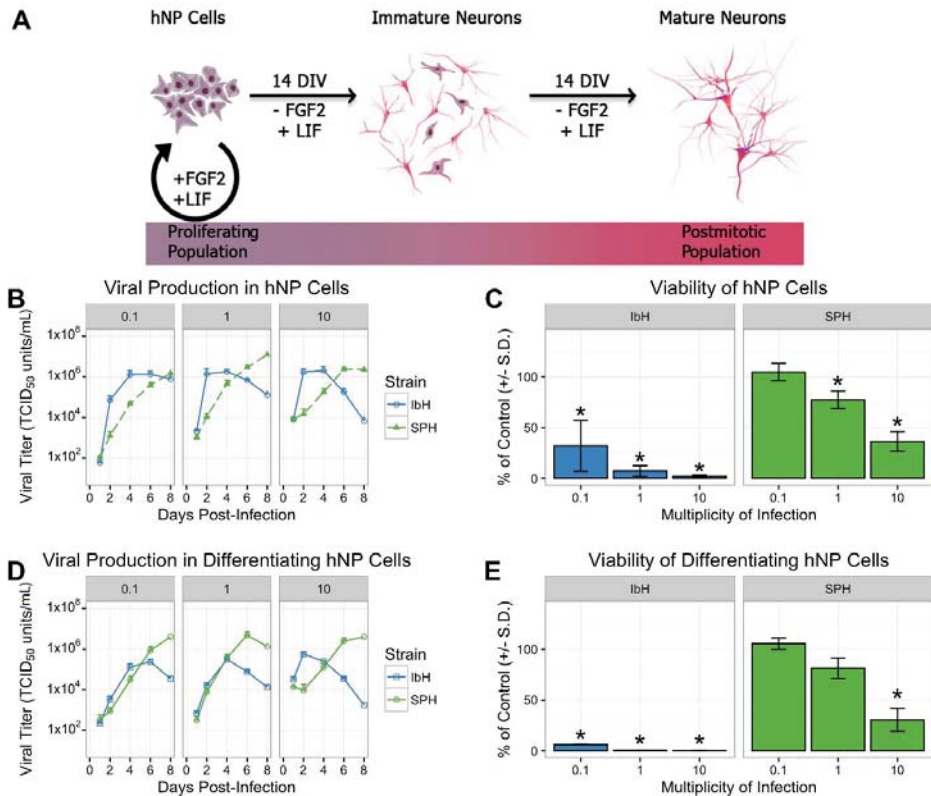 A
hNP Cells
Immature Neurons
Mature Neurons
14 DIV
- FGF2
+ LIF
14 DIV
- FGF2
+ LIF
+FGF2
+LIF
Proliferating
Population
Postmitotic
Population
B
Viral Production in hNP Cells
0.1
1
10
Viral Titer (TCID50 units/mL)
1x10^8
1x10^6
1x10^4
1x10^2
0 2 4 6 8 0 2 4 6 8 0 2 4 6 8
Days Post-Infection
Strain
IbH
SPH
C
Viability of hNP Cells
IbH
SPH
% of Control (+/- S.D.)
100
50
0
* * * * *
0.1 1 10 0.1 1 10
Multiplicity of Infection
D
Viral Production in Differentiating hNP Cells
0.1
1
10
Viral Titer (TCID50 units/mL)
1x10^8
1x10^6
1x10^4
1x10^2
0 2 4 6 8 0 2 4 6 8 0 2 4 6 8
Days Post-Infection
Strain
IbH
SPH
E
Viability of Differentiating hNP Cells
IbH
SPH
% of Control (+/- S.D.)
100
50
0
* * * *
0.1 1 10 0.1 1 10
Multiplicity of Infection